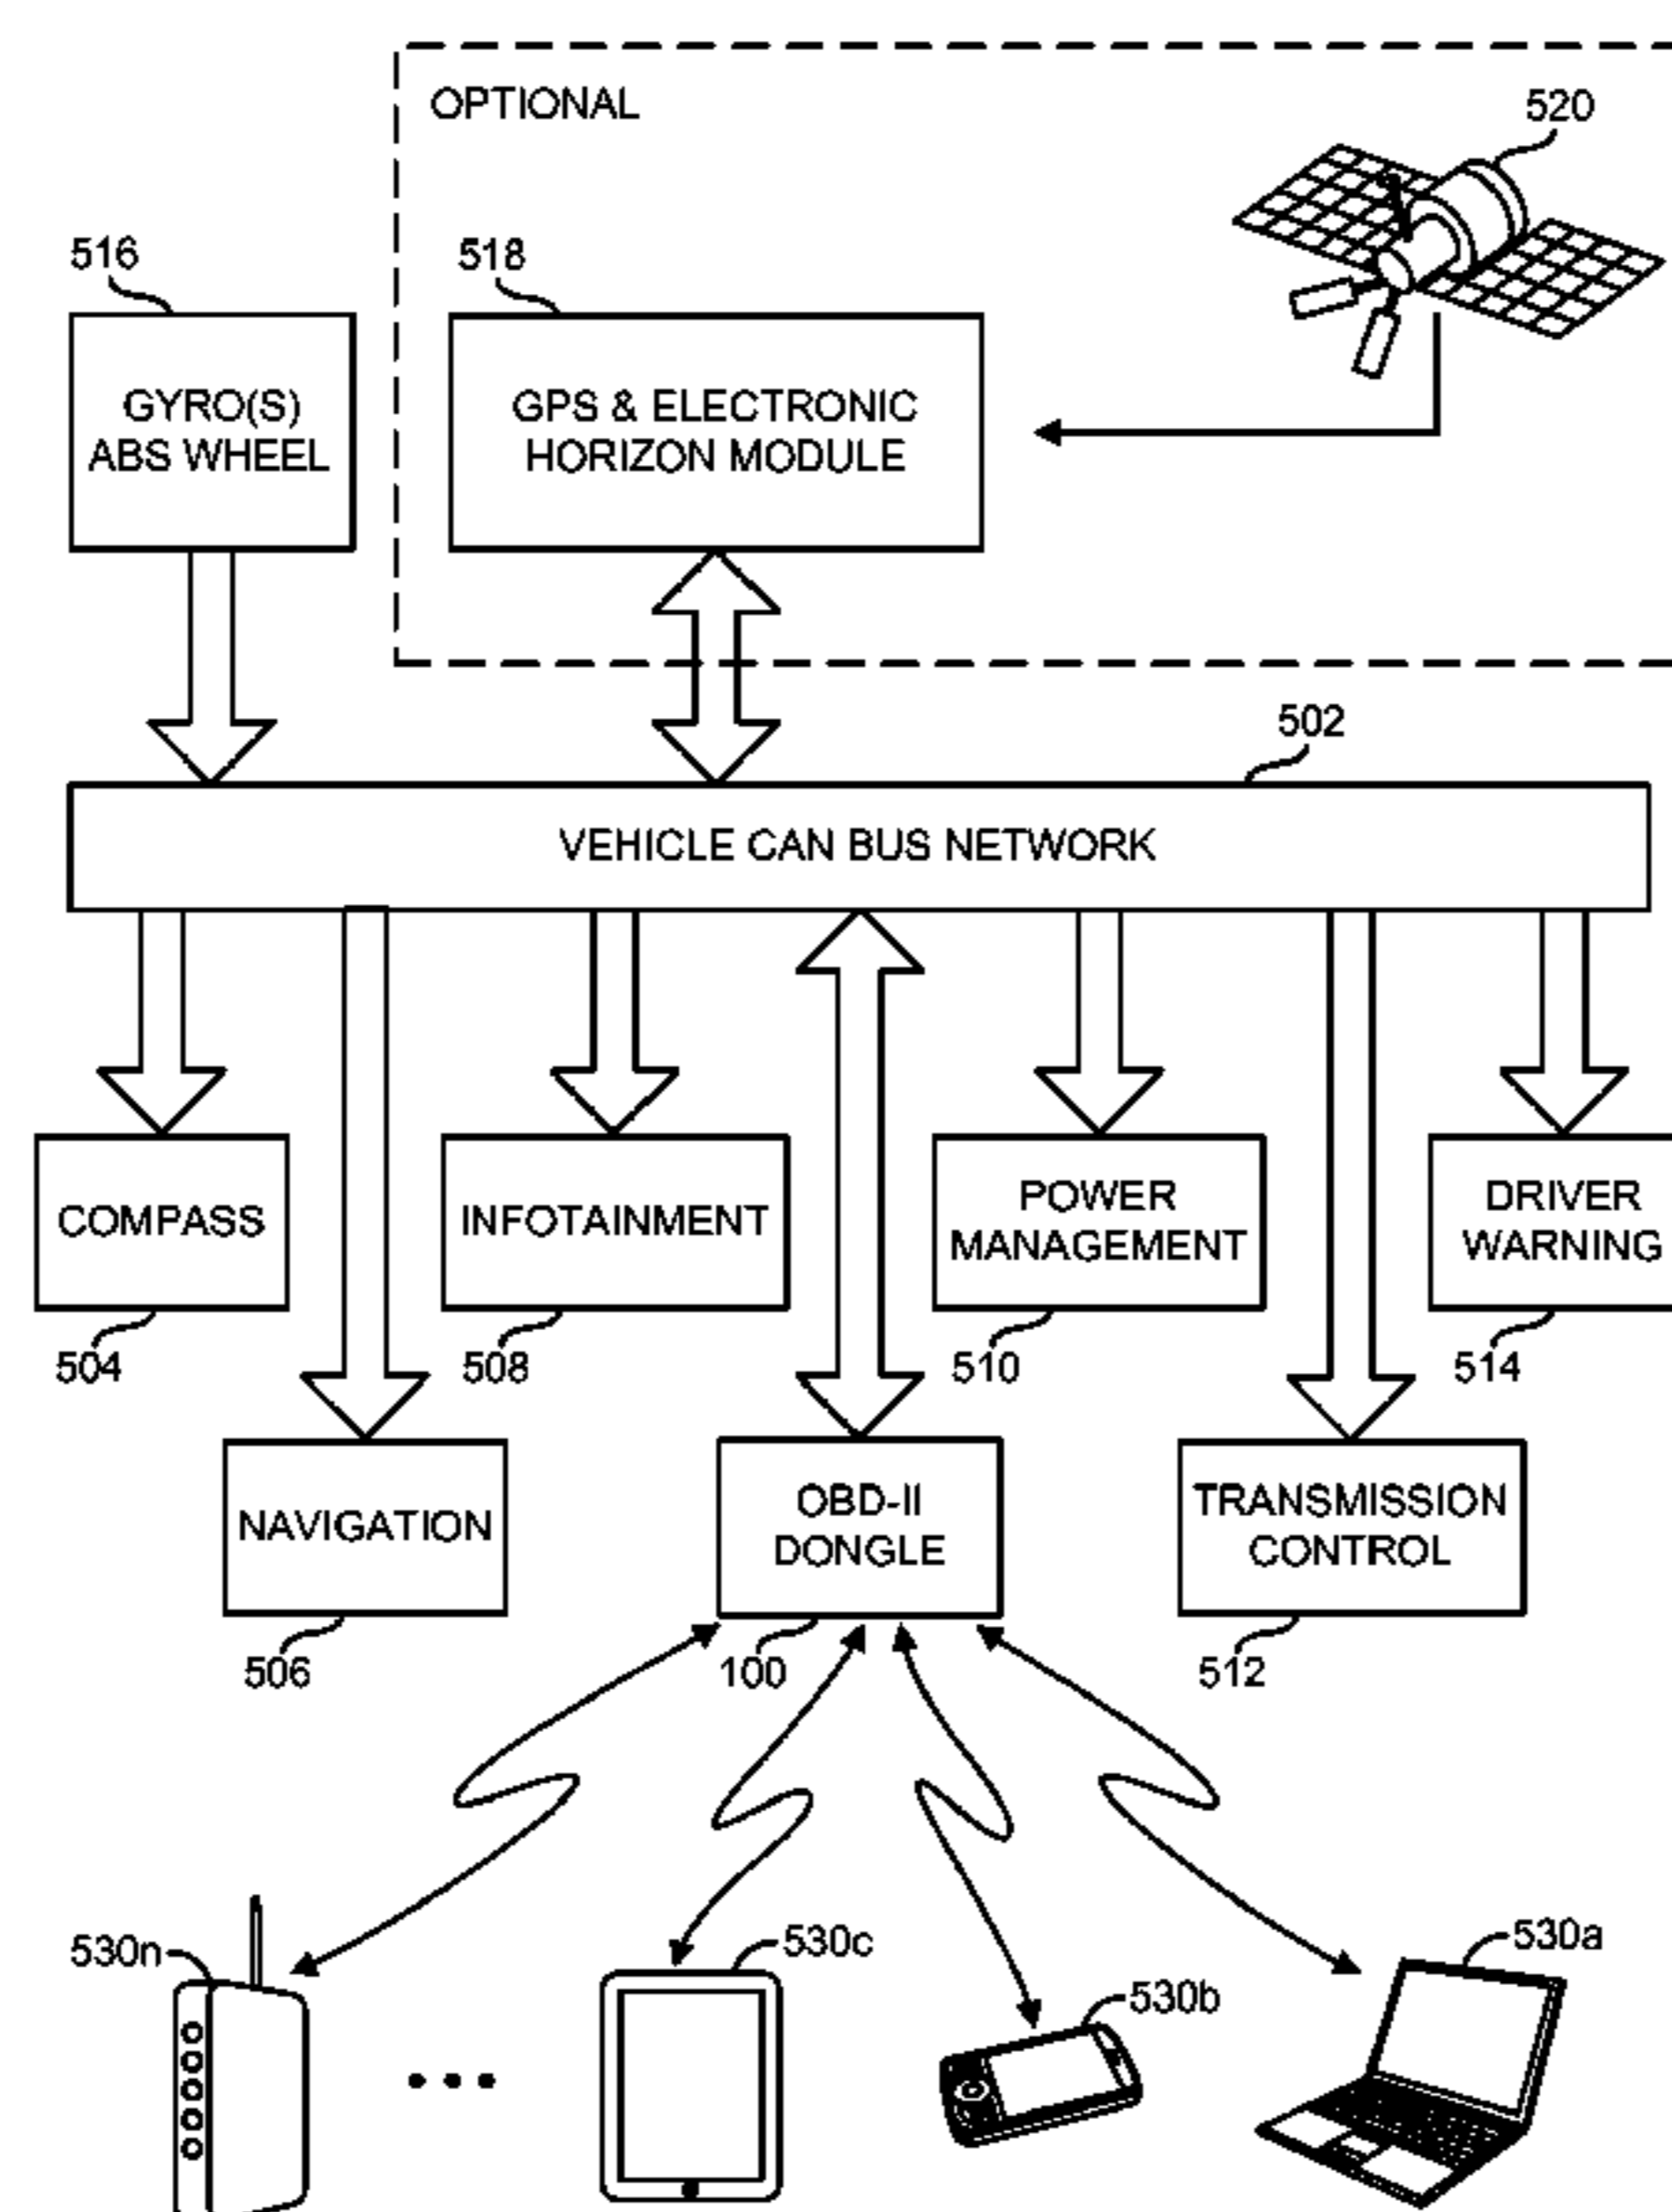 OPTIONAL
520
516
518
GYRO(S)
ABS WHEEL
GPS & ELECTRONIC
HORIZON MODULE
502
VEHICLE CAN BUS NETWORK
COMPASS
INFOTAINMENT
POWER
MANAGEMENT
DRIVER
WARNING
504
508
510
514
NAVIGATION
OBD-II
DONGLE
TRANSMISSION
CONTROL
506
100
512
530n
530c
530b
530a